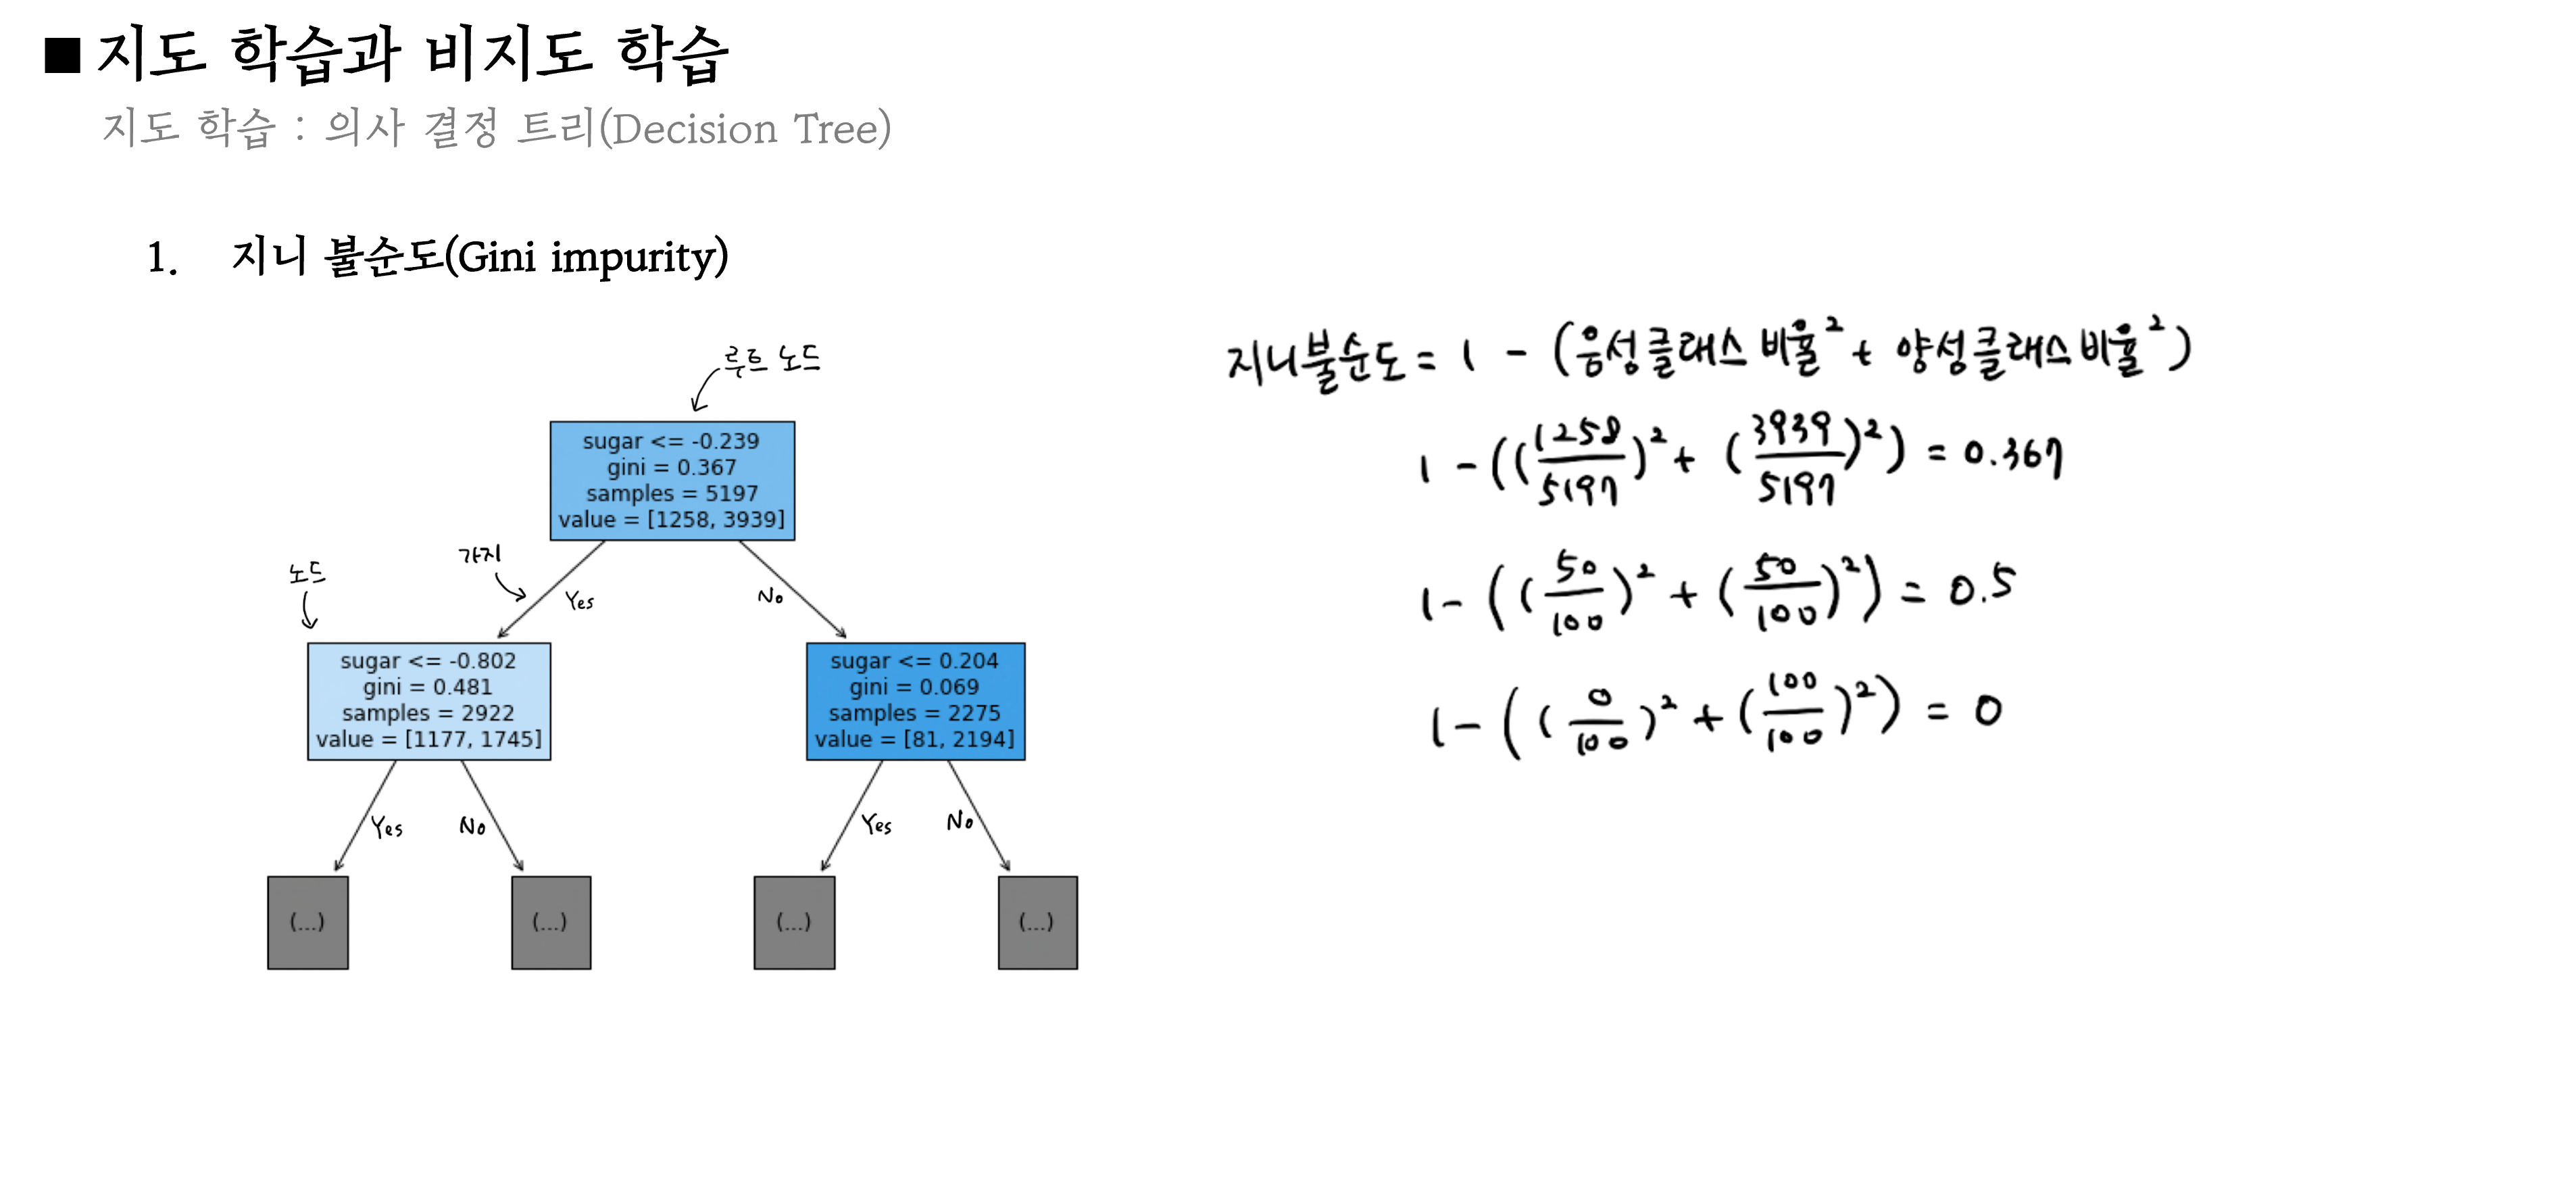 ■ 지도 학습과 비지도 학습
지도 학습 : 의사 결정 트리(Decision Tree)
1. 지니 불순도(Gini impurity)
루트 노드
sugar <= -0.239
gini = 0.367
samples = 5197
value = [1258, 3939]
가지
노드
Yes
No
sugar <= -0.802
gini = 0.481
samples = 2922
value = [1177, 1745]
sugar <= 0.204
gini = 0.069
samples = 2275
value = [81, 2194]
Yes
No
Yes
No
(...)
(...)
(...)
(...)
지니불순도 = 1 - (음성클래스 비율² + 양성클래스 비율²)
1 - ((1258/5197)² + (3939/5197)²) = 0.367
1 - ((50/100)² + (50/100)²) = 0.5
1 - ((0/100)² + (100/100)²) = 0